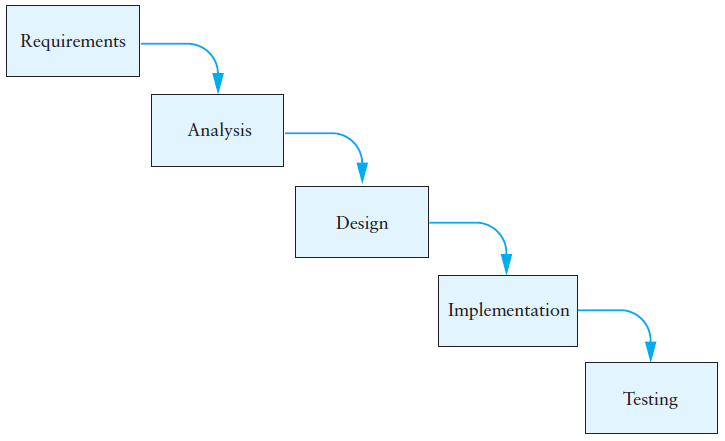 Requirements
Analysis
Design
Implementation
Testing